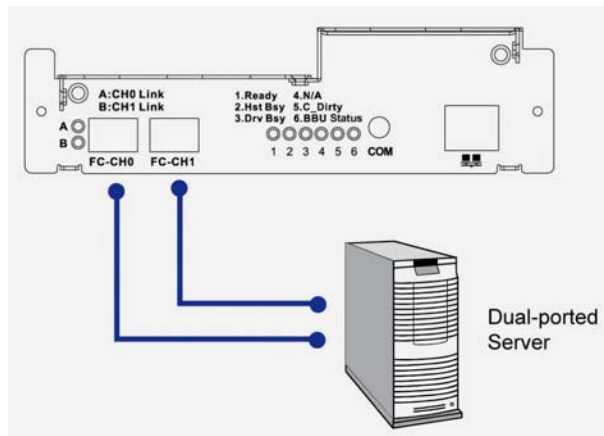 A:CH0 Link
B:CH1 Link
1.Ready 4.N/A
2.Hst Bsy 5.C_Dirty
3.Drv Bsy 6.BBU Status
A
B
FC-CH0 FC-CH1
1 2 3 4 5 6 COM
Dual-ported
Server